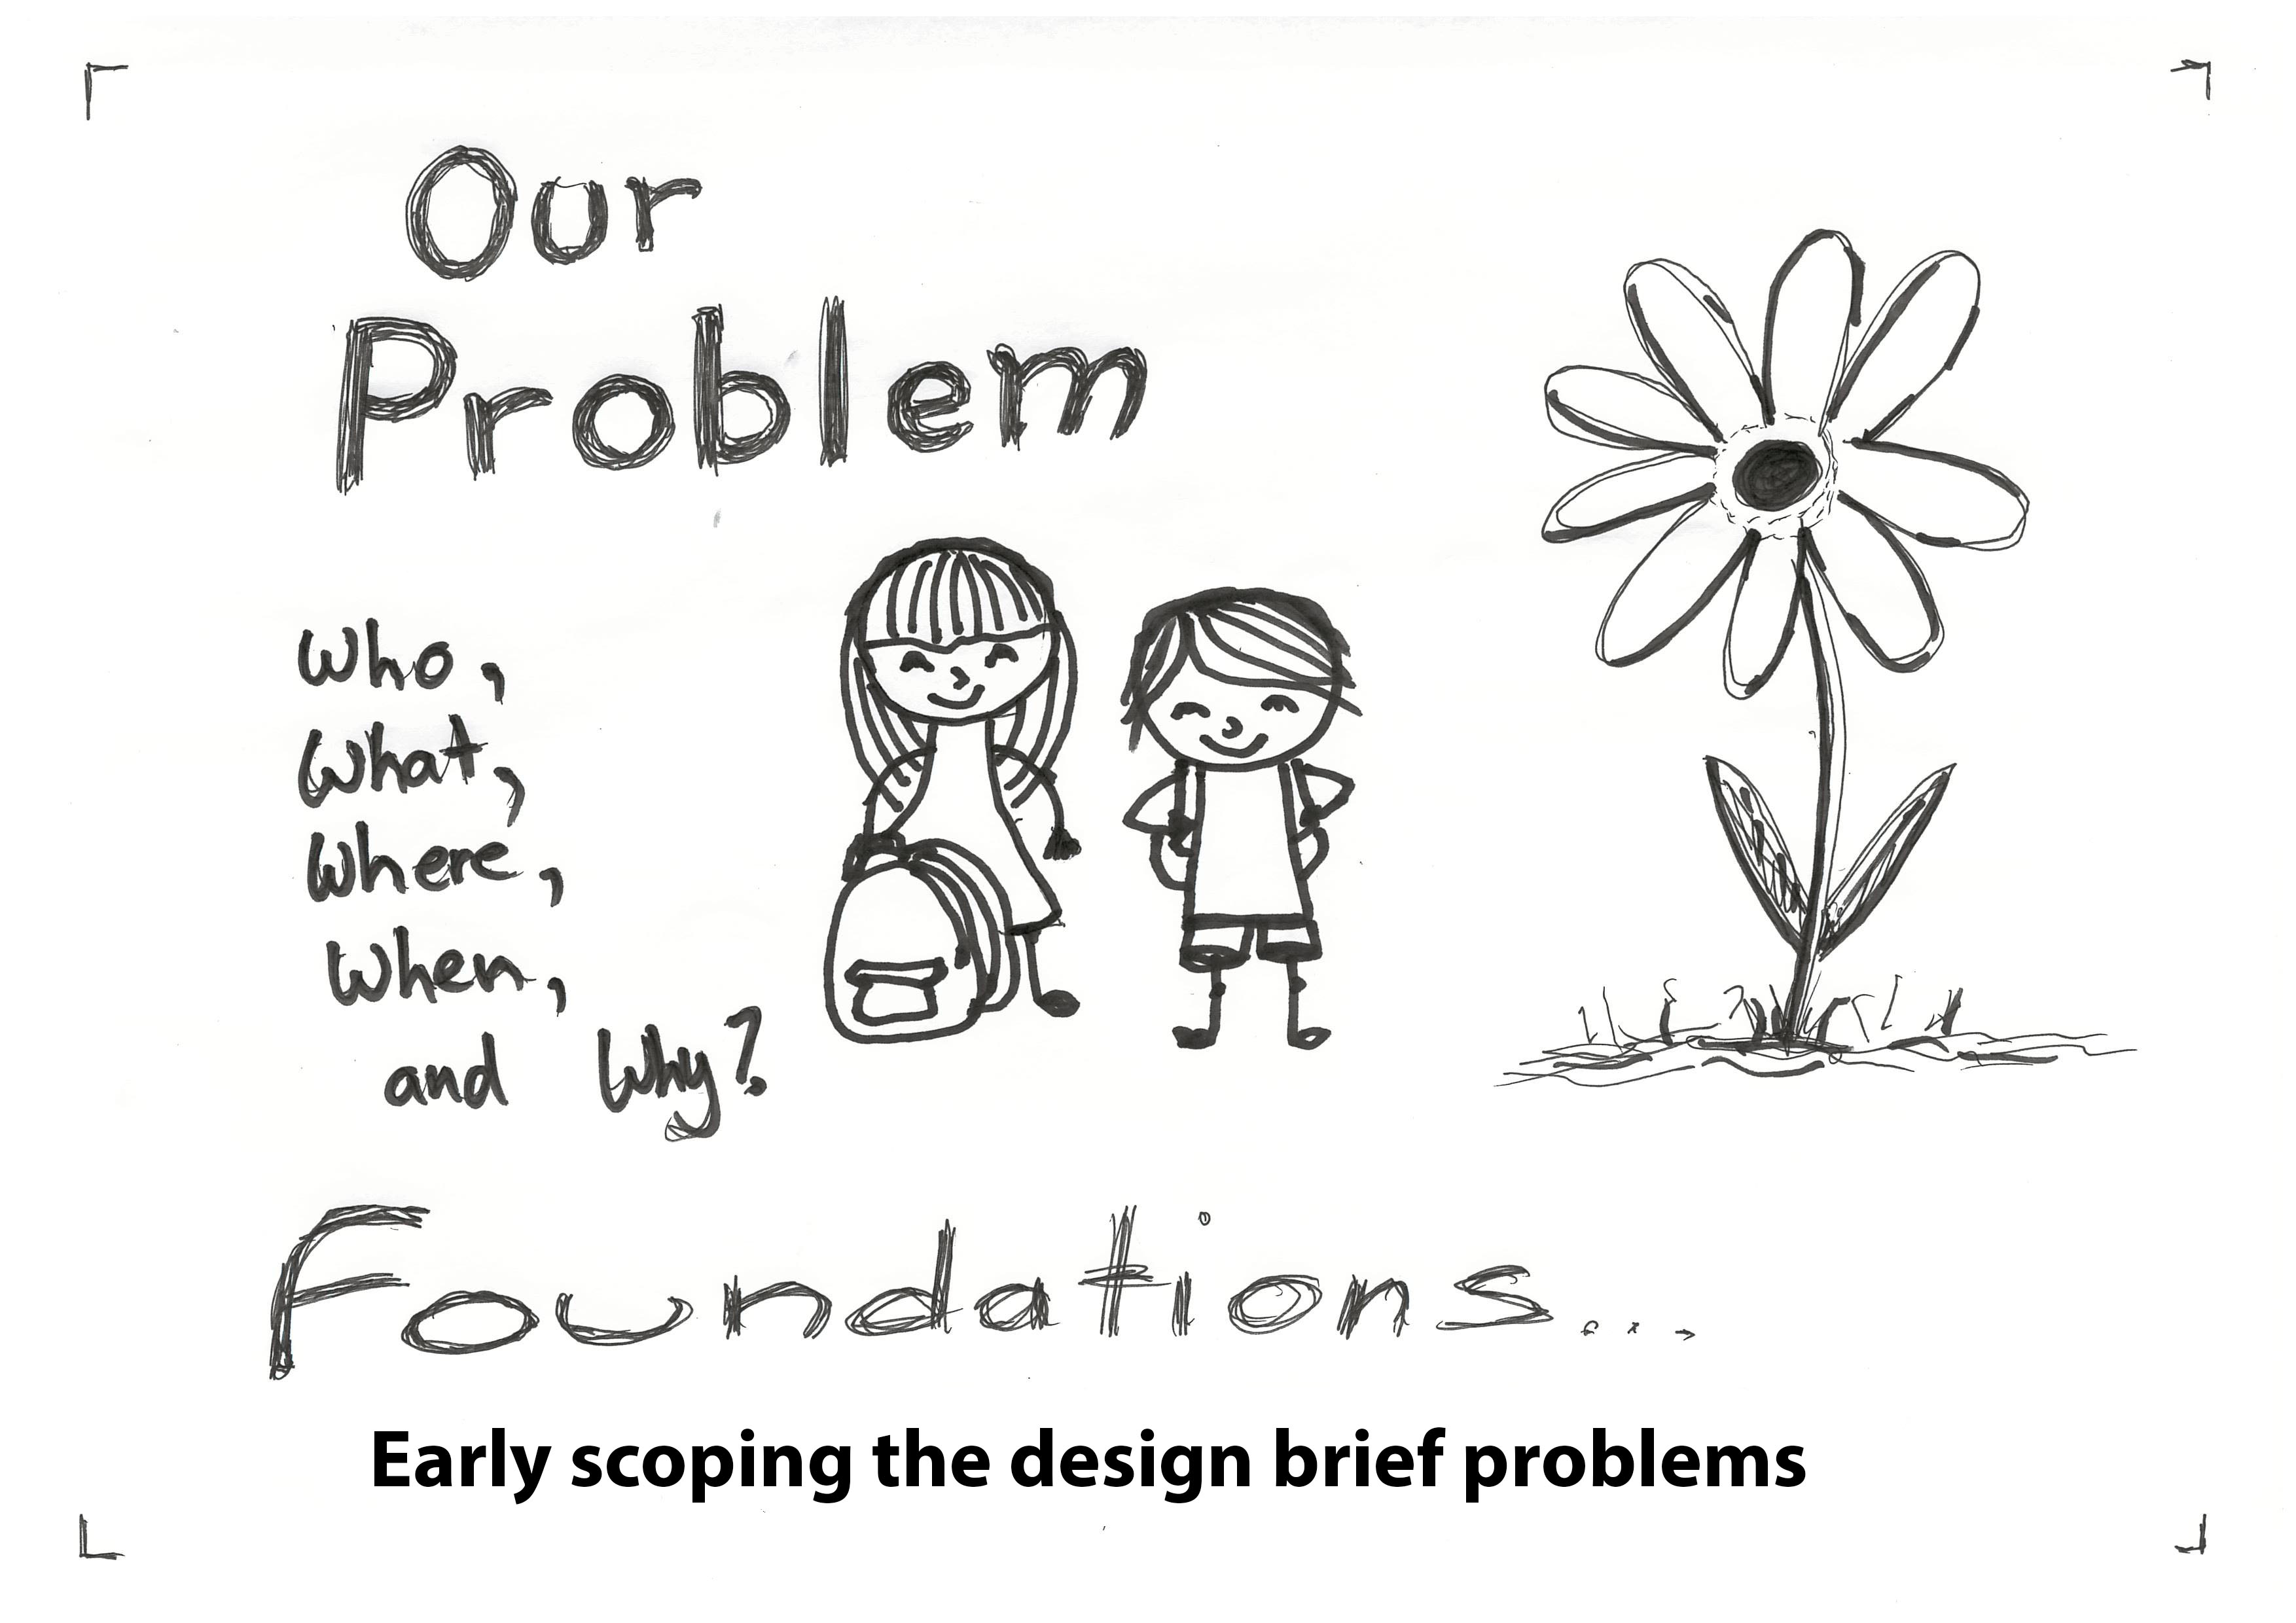 Our
Problem
Who,
What,
Where,
When,
and Why?
Foundations...
Early scoping the design brief problems